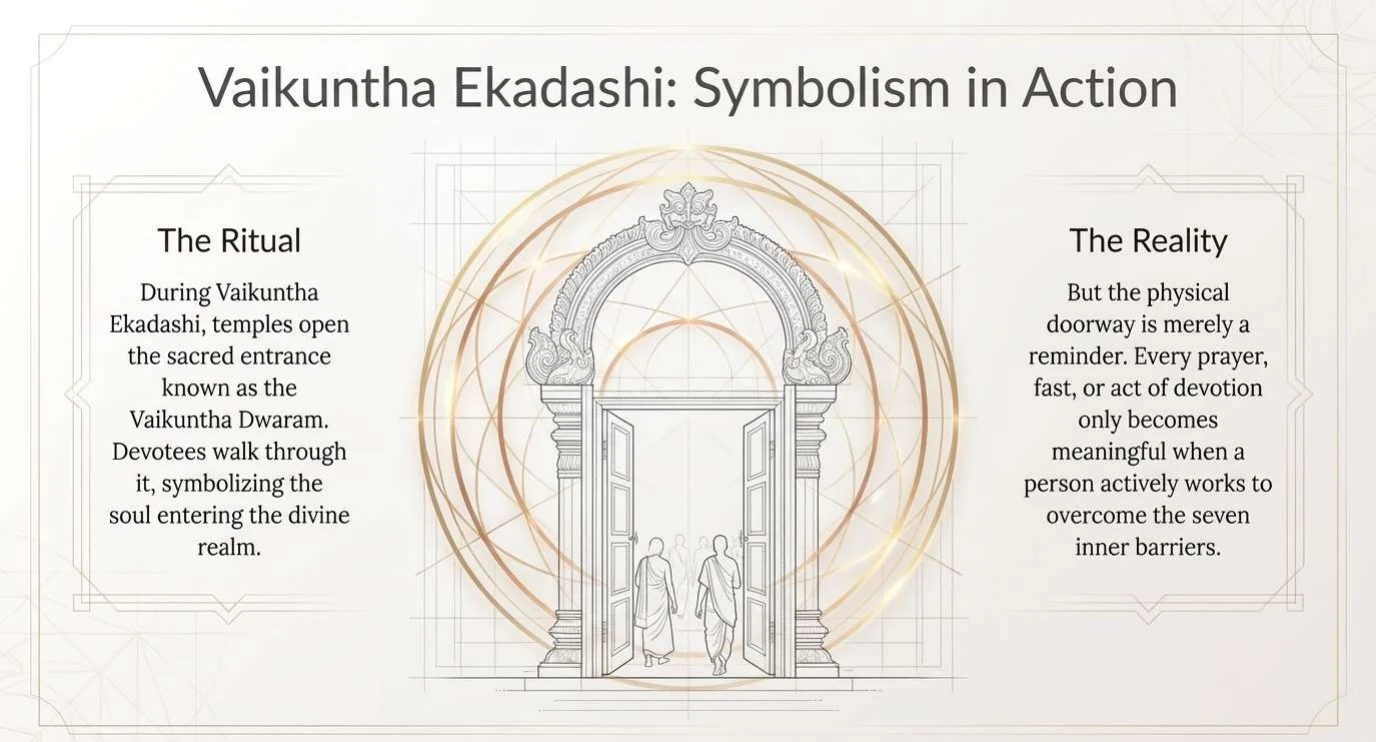 Vaikuntha Ekadashi: Symbolism in Action
The Ritual
During Vaikuntha
Ekadashi, temples open
the sacred entrance
known as the
Vaikuntha Dwaram.
Devotees walk through
it, symbolizing the
soul entering the divine
realm.
The Reality
But the physical
doorway is merely a
reminder. Every prayer,
fast, or act of devotion
only becomes
meaningful when a
person actively works to
overcome the seven
inner barriers.